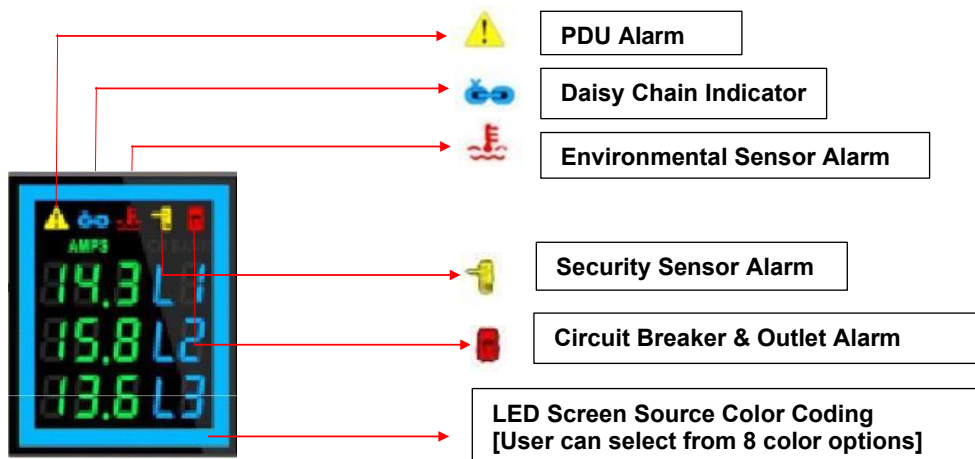 PDU Alarm
Daisy Chain Indicator
Environmental Sensor Alarm
AMPS
14.3 L1
15.8 L2
13.6 L3
Security Sensor Alarm
Circuit Breaker & Outlet Alarm
LED Screen Source Color Coding
[User can select from 8 color options]